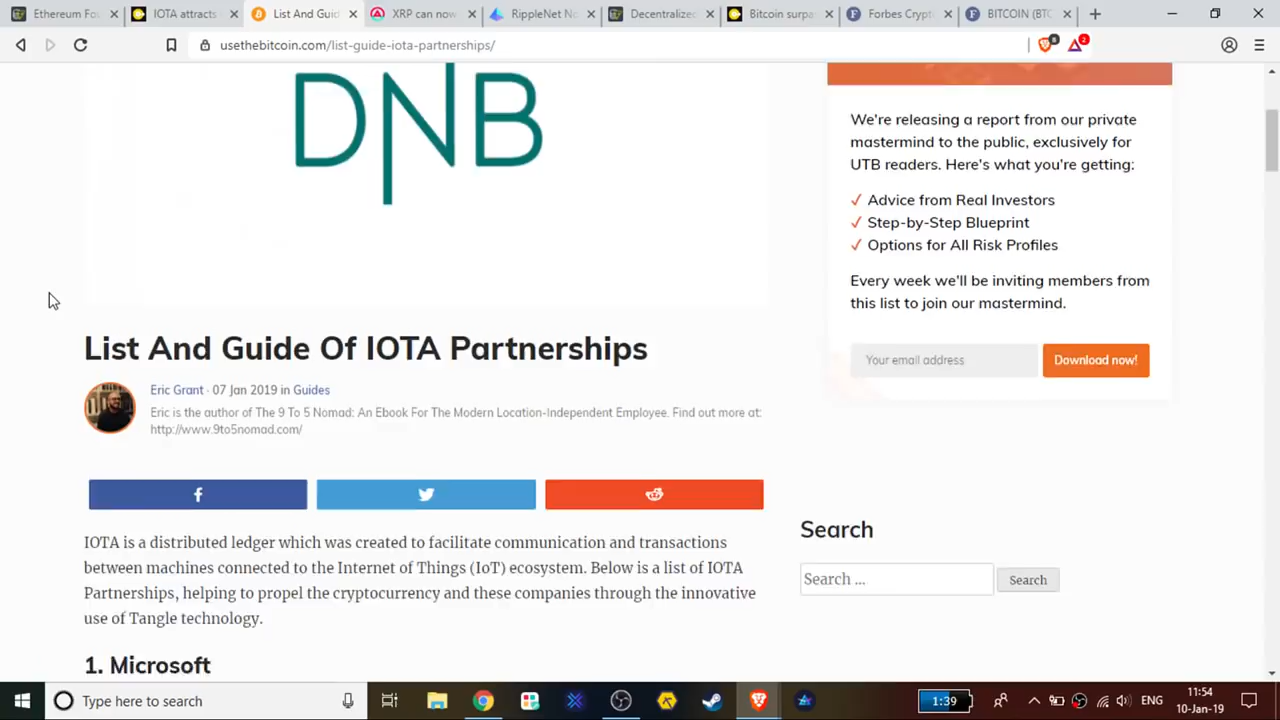 Ethereum Fo
IOTA attracts
List And Guid
XRP can now
RippleNet No
Decentralized
Bitcoin surpa
Forbes Crypt
BITCOIN (BTC
usethebitcoin.com/list-guide-iota-partnerships/
6
2
DNB
List And Guide Of IOTA Partnerships
Eric Grant · 07 Jan 2019 in Guides
Eric is the author of The 9 To 5 Nomad: An Ebook For The Modern Location-Independent Employee. Find out more at:
http://www.9to5nomad.com/
IOTA is a distributed ledger which was created to facilitate communication and transactions
between machines connected to the Internet of Things (IoT) ecosystem. Below is a list of IOTA
Partnerships, helping to propel the cryptocurrency and these companies through the innovative
use of Tangle technology.
1. Microsoft
We're releasing a report from our private
mastermind to the public, exclusively for
UTB readers. Here's what you're getting:
✓ Advice from Real Investors
✓ Step-by-Step Blueprint
✓ Options for All Risk Profiles
Every week we'll be inviting members from
this list to join our mastermind.
Your email address
Download now!
Search
Search ...
Search
Type here to search
1:39
ENG
11:54
10-Jan-19